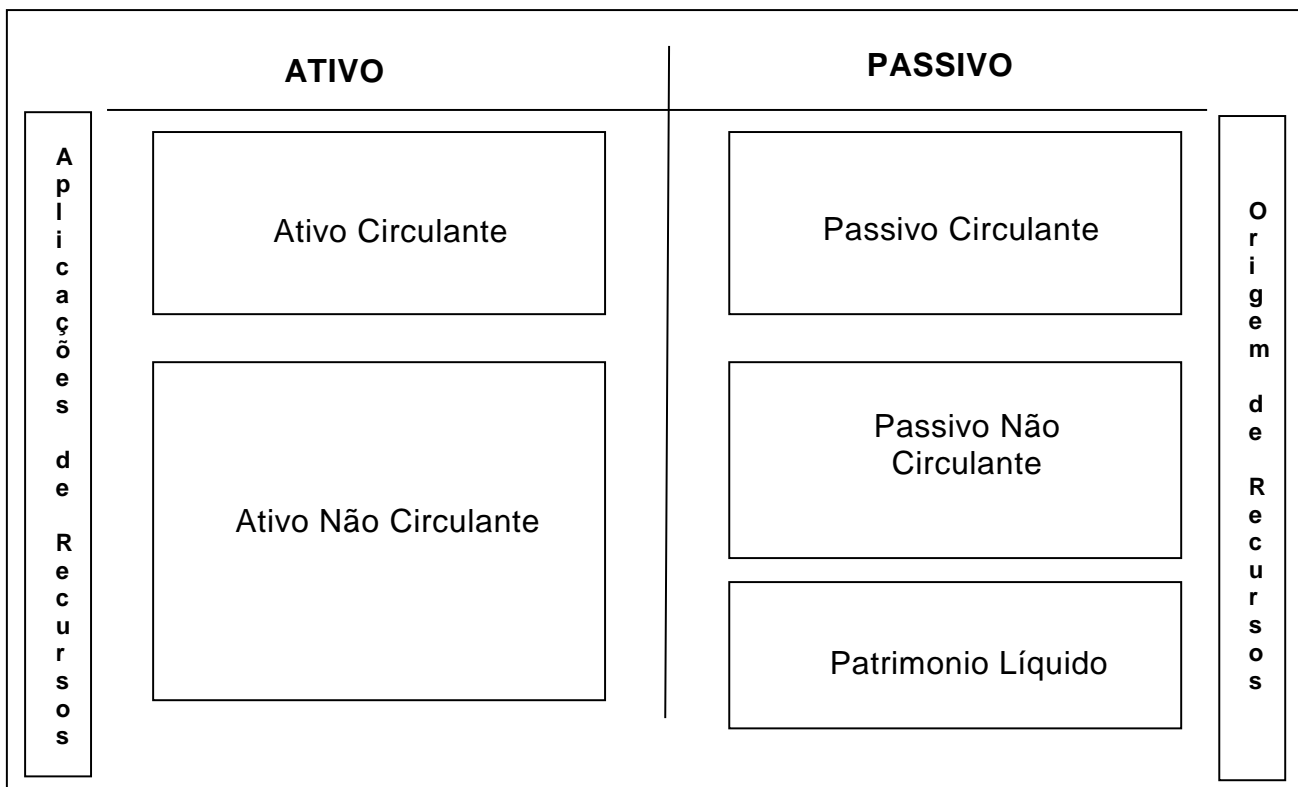 ATIVO
PASSIVO
Aplicações de Recursos
Ativo Circulante
Passivo Circulante
Ativo Não Circulante
Passivo Não
Circulante
Patrimonio Líquido
Origem de Recursos